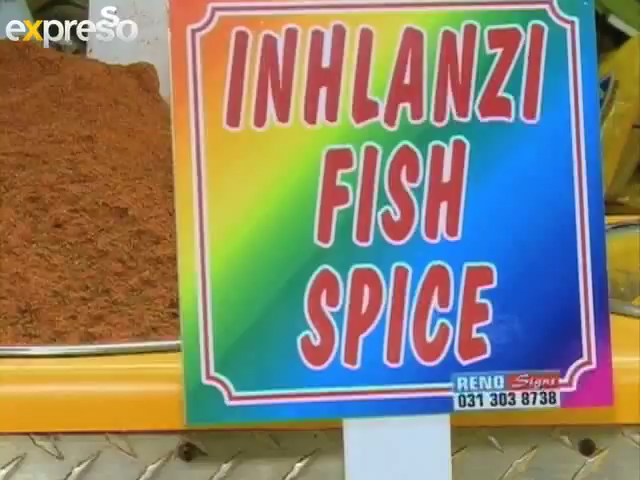 expresso
INHLANZI
FISH
SPICE
RENO Signs
031 303 8738